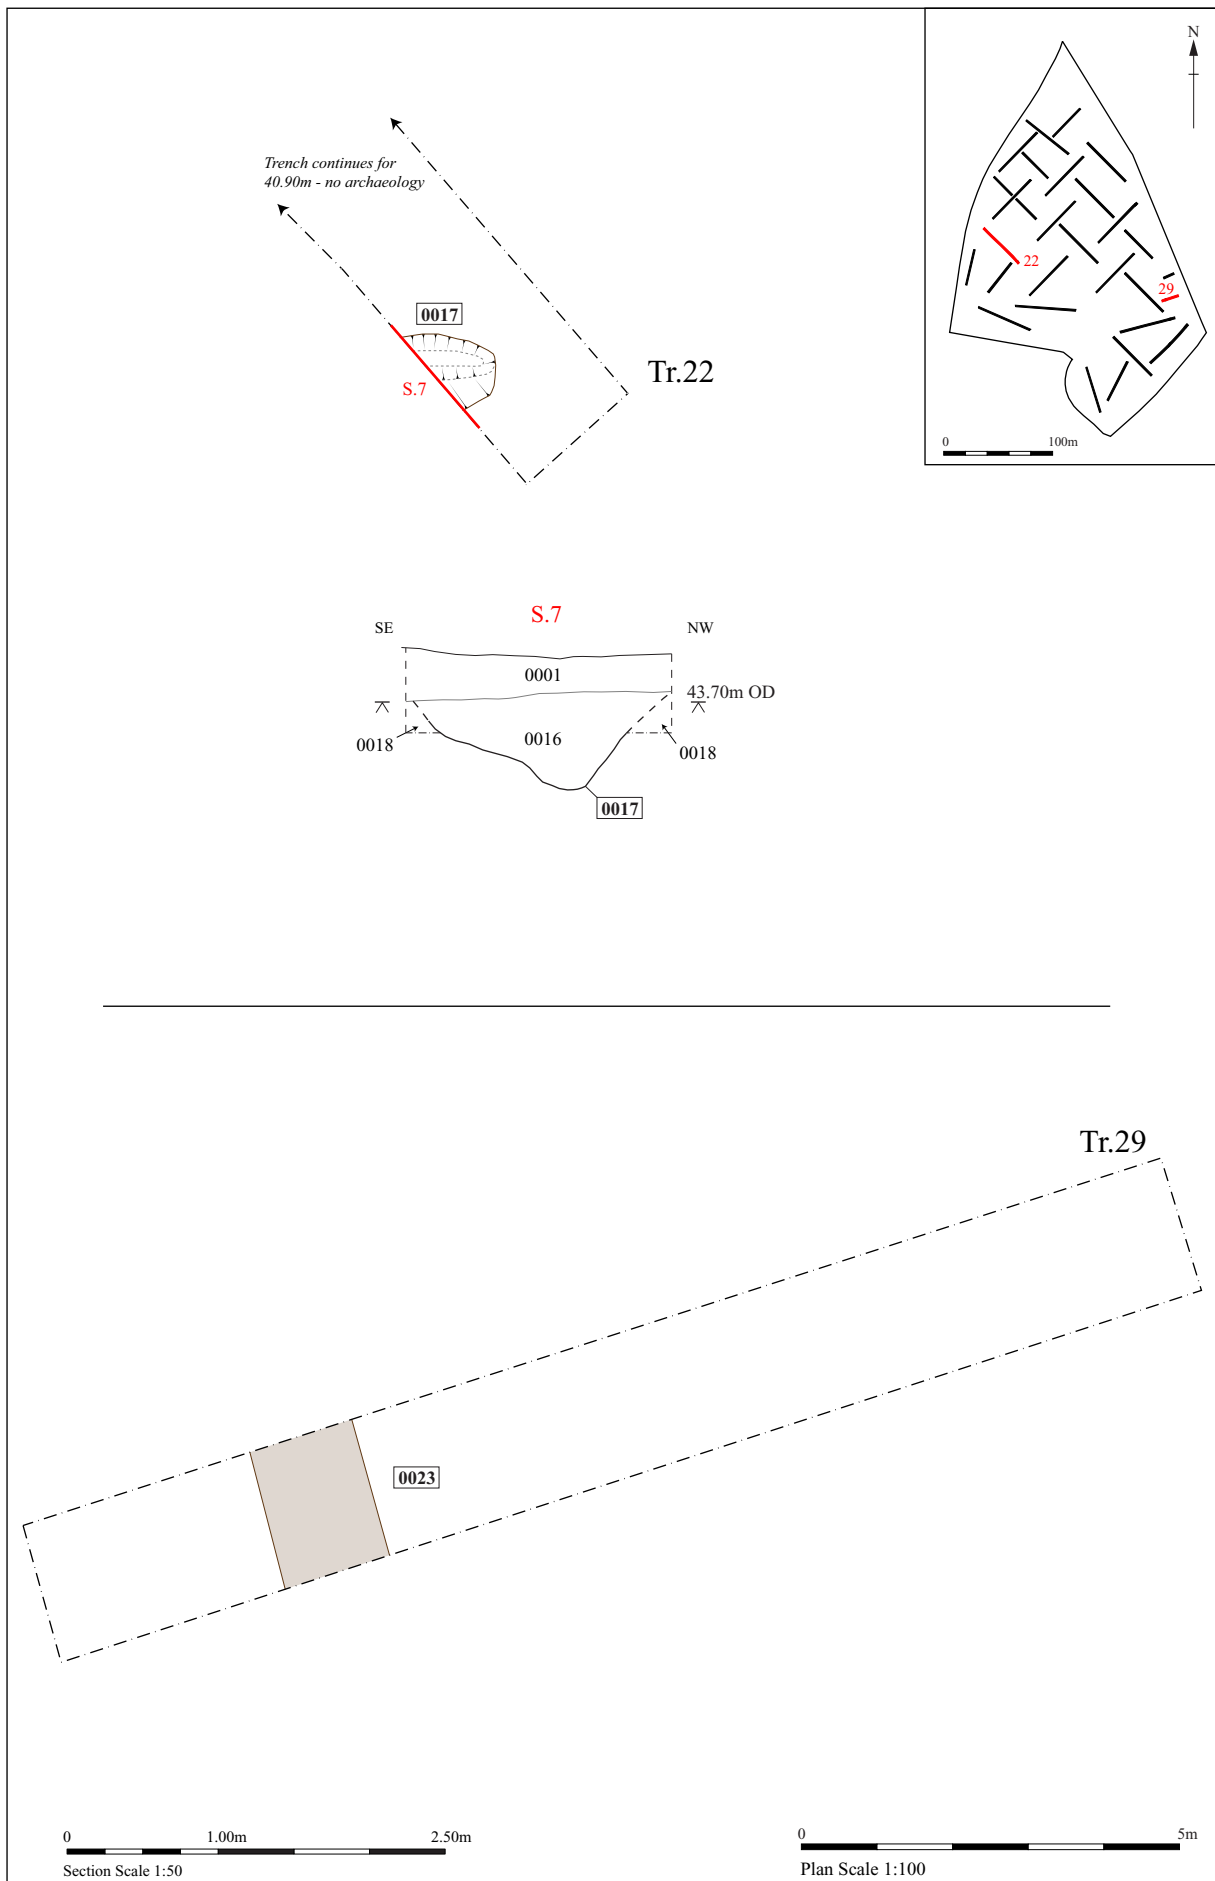 N
22
29
0
100m
Trench continues for
40.90m - no archaeology
0017
S.7
Tr.22
S.7
SE
NW
0001
43.70m OD
0018
0016
0018
0017
Tr.29
0023
0
1.00m
2.50m
Section Scale 1:50
0
5m
Plan Scale 1:100